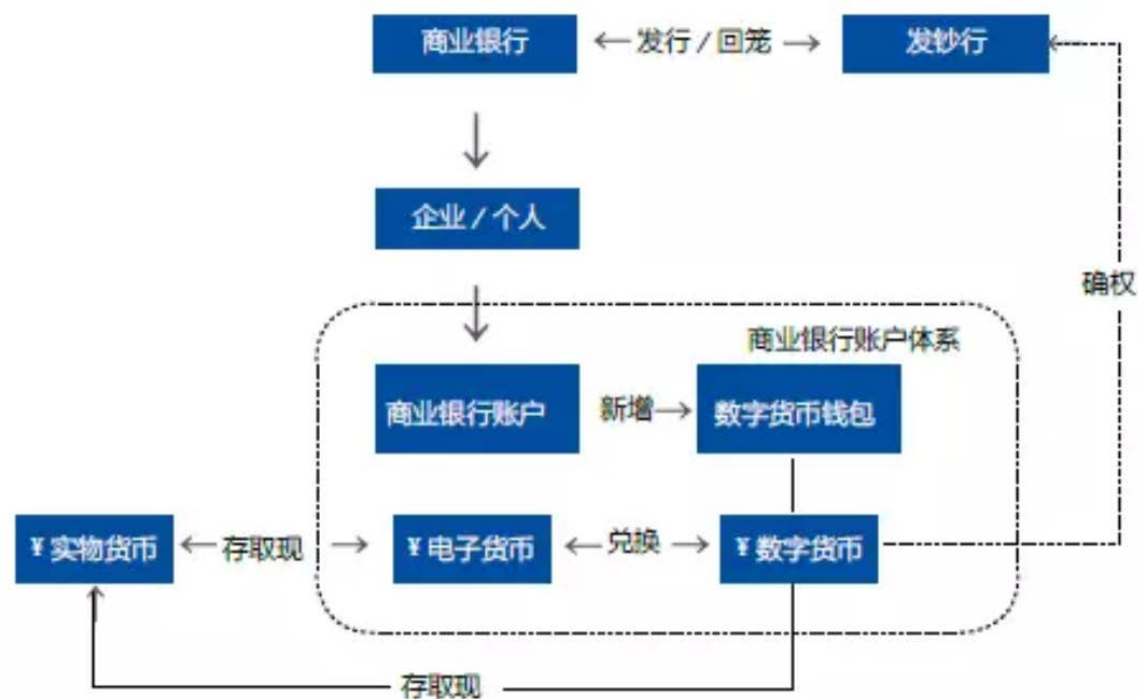 商业银行 ←发行/回笼→ 发钞行
企业/个人
确权
商业银行账户体系
商业银行账户 新增→ 数字货币钱包
¥实物货币 ←存取现→ ¥电子货币 ←兑换→ ¥数字货币
存取现